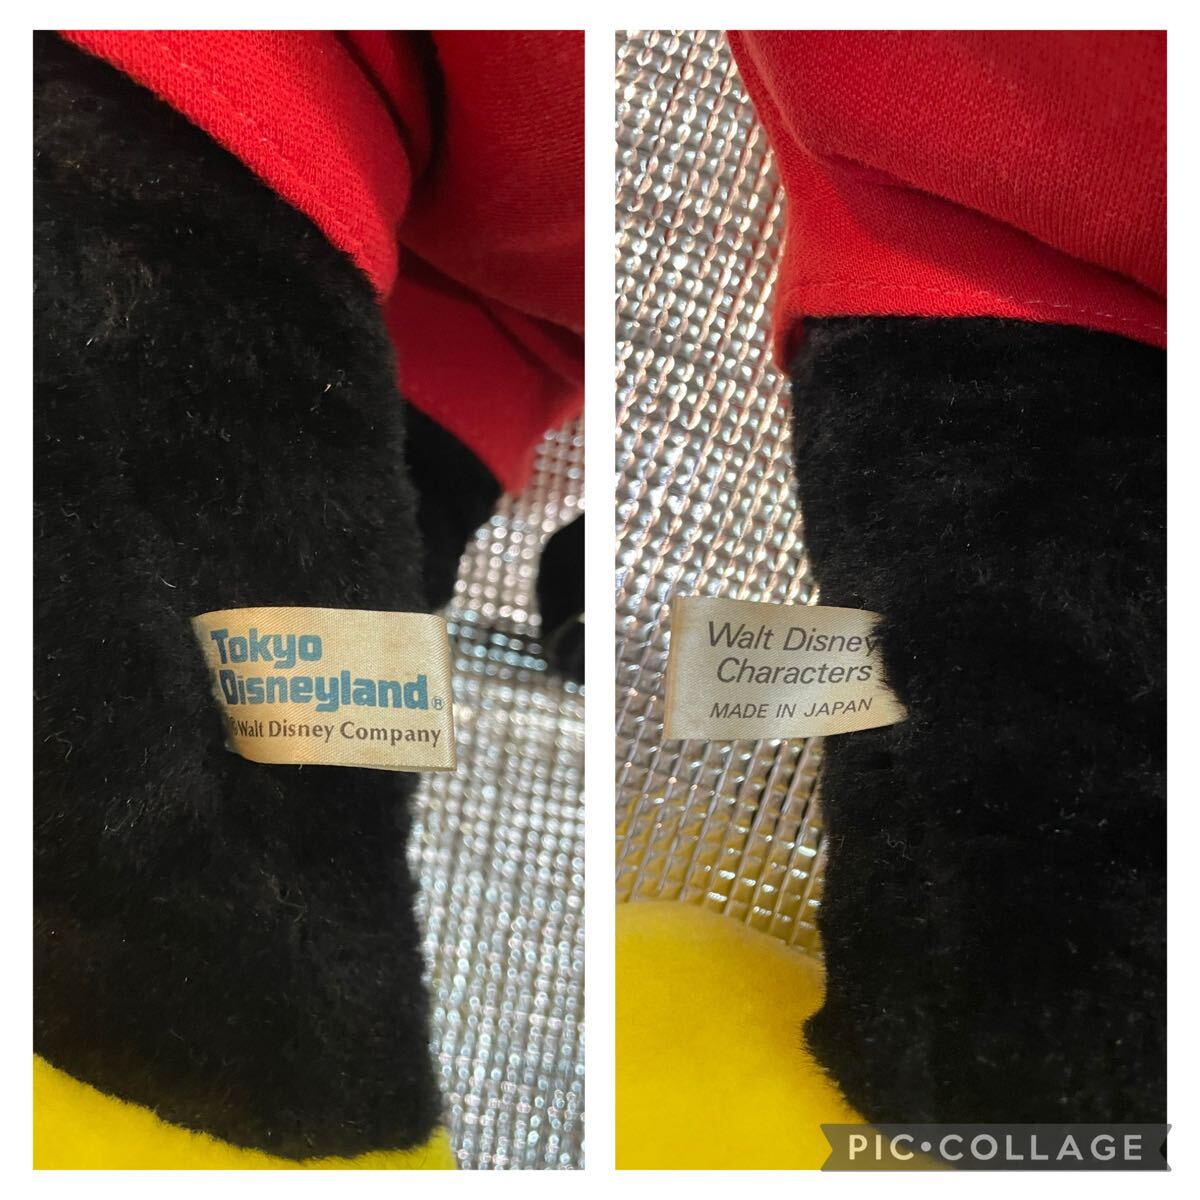 Tokyo
Disneyland®
Walt Disney Company
Walt Disney
Characters
MADE IN JAPAN
PIC•COLLAGE